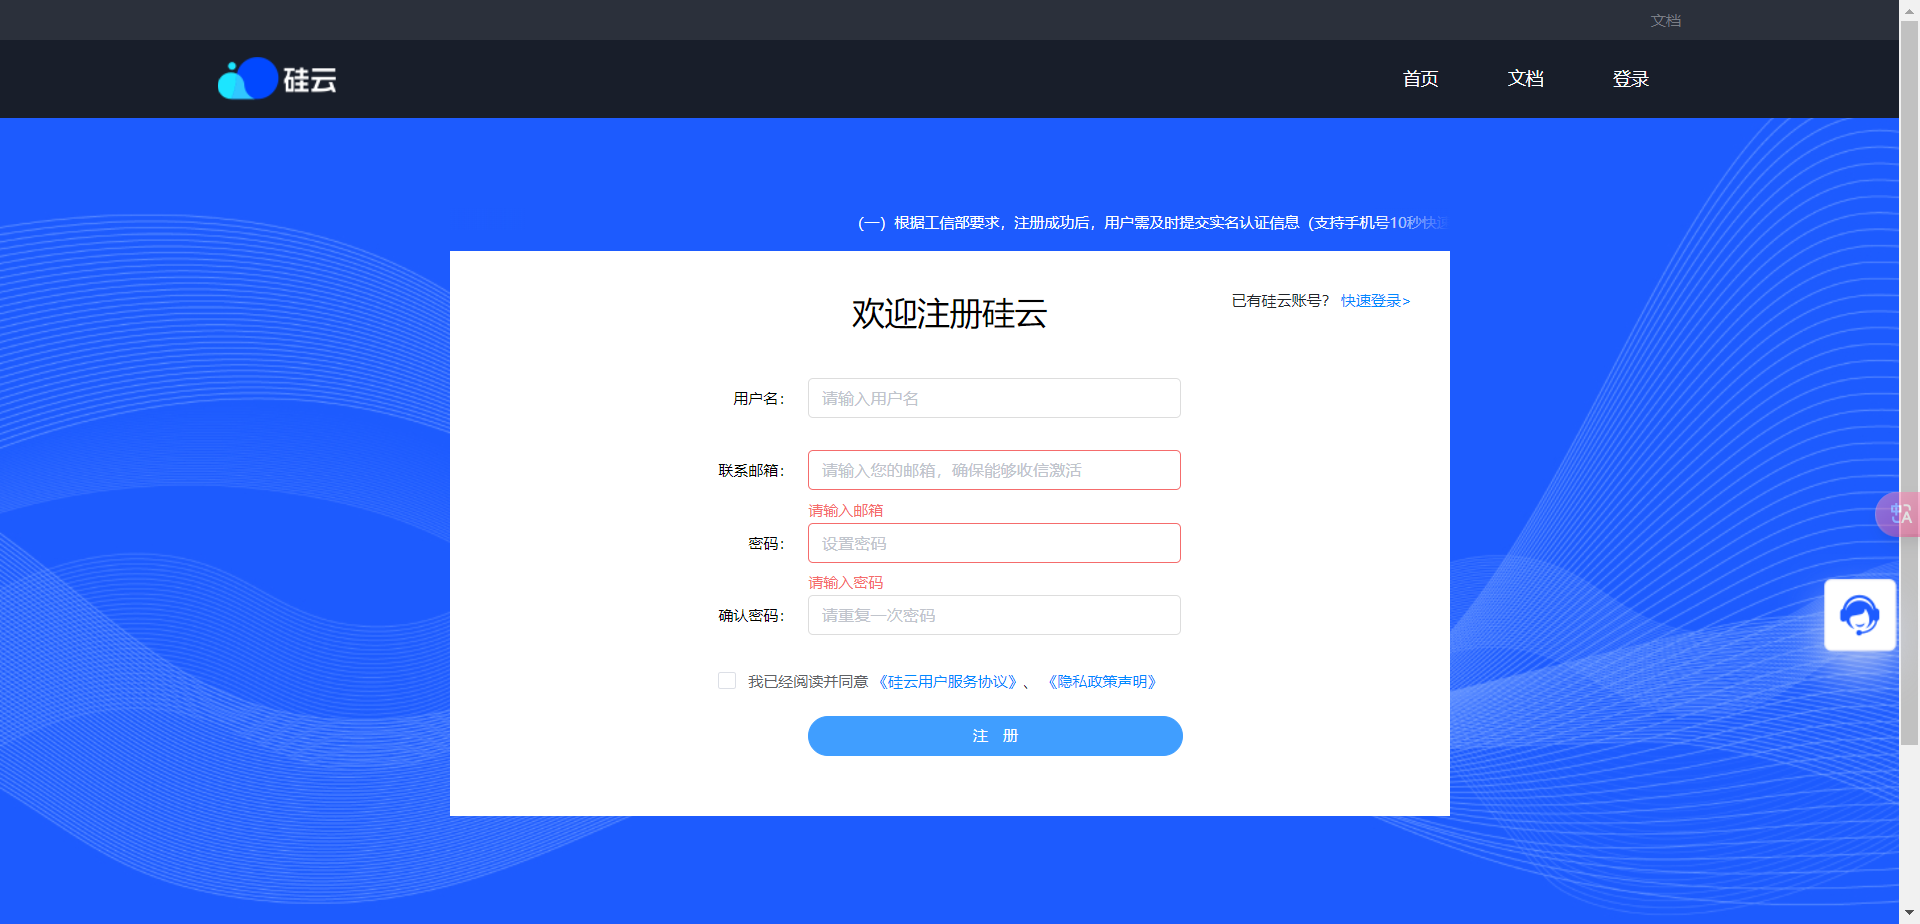 文档
硅云
首页
文档
登录
(一) 根据工信部要求，注册成功后，用户需及时提交实名认证信息（支持手机号10秒快速
欢迎注册硅云
已有硅云账号？ 快速登录>
用户名：
请输入用户名
联系邮箱：
请输入您的邮箱，确保能够收信激活
请输入邮箱
密码：
设置密码
请输入密码
确认密码：
请重复一次密码
我已经阅读并同意 《硅云用户服务协议》、 《隐私政策声明》
注 册
中
A